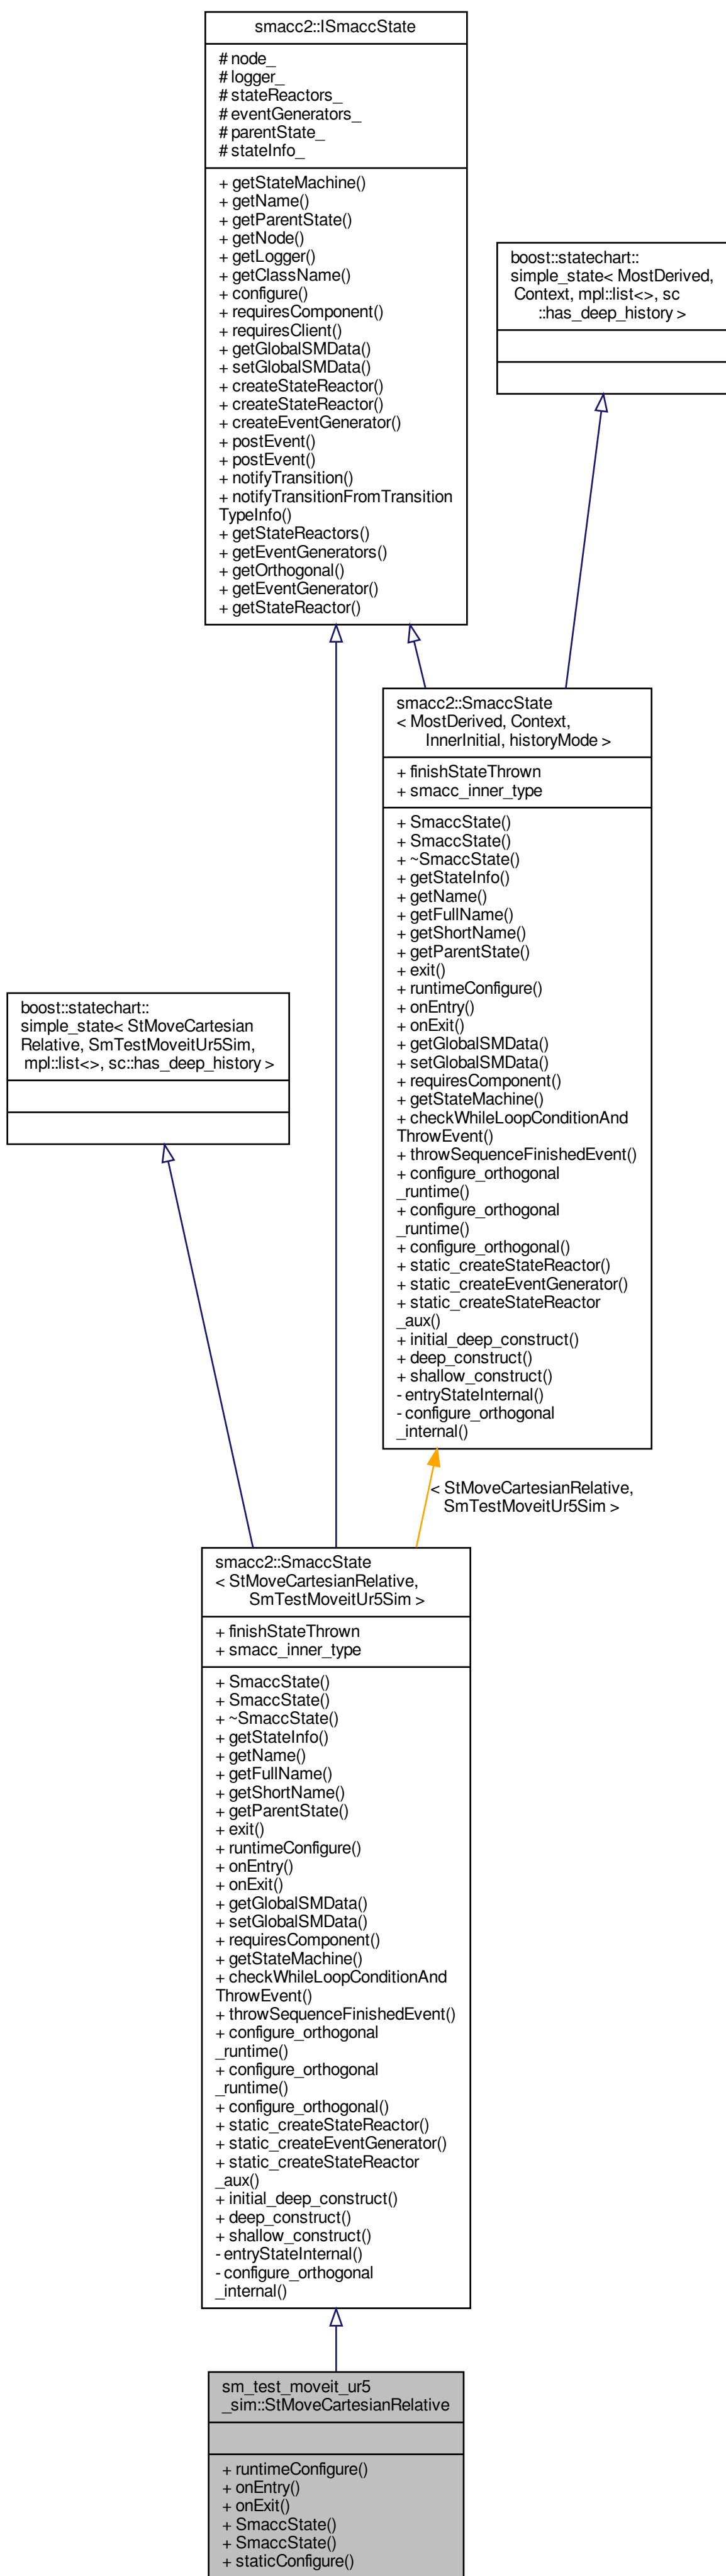 smacc2::ISmaccState
# node_
# logger_
# stateReactors_
# eventGenerators_
# parentState_
# stateInfo_
+ getStateMachine()
+ getName()
+ getParentState()
+ getNode()
+ getLogger()
+ getClassName()
+ configure()
+ requiresComponent()
+ requiresClient()
+ getGlobalSMData()
+ setGlobalSMData()
+ createStateReactor()
+ createStateReactor()
+ createEventGenerator()
+ postEvent()
+ postEvent()
+ notifyTransition()
+ notifyTransitionFromTransition
TypeInfo()
+ getStateReactors()
+ getEventGenerators()
+ getOrthogonal()
+ getEventGenerator()
+ getStateReactor()
boost::statechart::
simple_state< MostDerived,
Context, mpl::list<>, sc
::has_deep_history >
smacc2::SmaccState
< MostDerived, Context,
InnerInitial, historyMode >
+ finishStateThrown
+ smacc_inner_type
+ SmaccState()
+ SmaccState()
+ ~SmaccState()
+ getStateInfo()
+ getName()
+ getFullName()
+ getShortName()
+ getParentState()
+ exit()
+ runtimeConfigure()
+ onEntry()
+ onExit()
+ getGlobalSMData()
+ setGlobalSMData()
+ requiresComponent()
+ getStateMachine()
+ checkWhileLoopConditionAnd
ThrowEvent()
+ throwSequenceFinishedEvent()
+ configure_orthogonal
_runtime()
+ configure_orthogonal
_runtime()
+ configure_orthogonal()
+ static_createStateReactor()
+ static_createEventGenerator()
+ static_createStateReactor
_aux()
+ initial_deep_construct()
+ deep_construct()
+ shallow_construct()
- entryStateInternal()
- configure_orthogonal
_internal()
boost::statechart::
simple_state< StMoveCartesian
Relative, SmTestMoveitUr5Sim,
mpl::list<>, sc::has_deep_history >
< StMoveCartesianRelative,
SmTestMoveitUr5Sim >
smacc2::SmaccState
< StMoveCartesianRelative,
SmTestMoveitUr5Sim >
+ finishStateThrown
+ smacc_inner_type
+ SmaccState()
+ SmaccState()
+ ~SmaccState()
+ getStateInfo()
+ getName()
+ getFullName()
+ getShortName()
+ getParentState()
+ exit()
+ runtimeConfigure()
+ onEntry()
+ onExit()
+ getGlobalSMData()
+ setGlobalSMData()
+ requiresComponent()
+ getStateMachine()
+ checkWhileLoopConditionAnd
ThrowEvent()
+ throwSequenceFinishedEvent()
+ configure_orthogonal
_runtime()
+ configure_orthogonal
_runtime()
+ configure_orthogonal()
+ static_createStateReactor()
+ static_createEventGenerator()
+ static_createStateReactor
_aux()
+ initial_deep_construct()
+ deep_construct()
+ shallow_construct()
- entryStateInternal()
- configure_orthogonal
_internal()
sm_test_moveit_ur5
_sim::StMoveCartesianRelative
+ runtimeConfigure()
+ onEntry()
+ onExit()
+ SmaccState()
+ SmaccState()
+ staticConfigure()